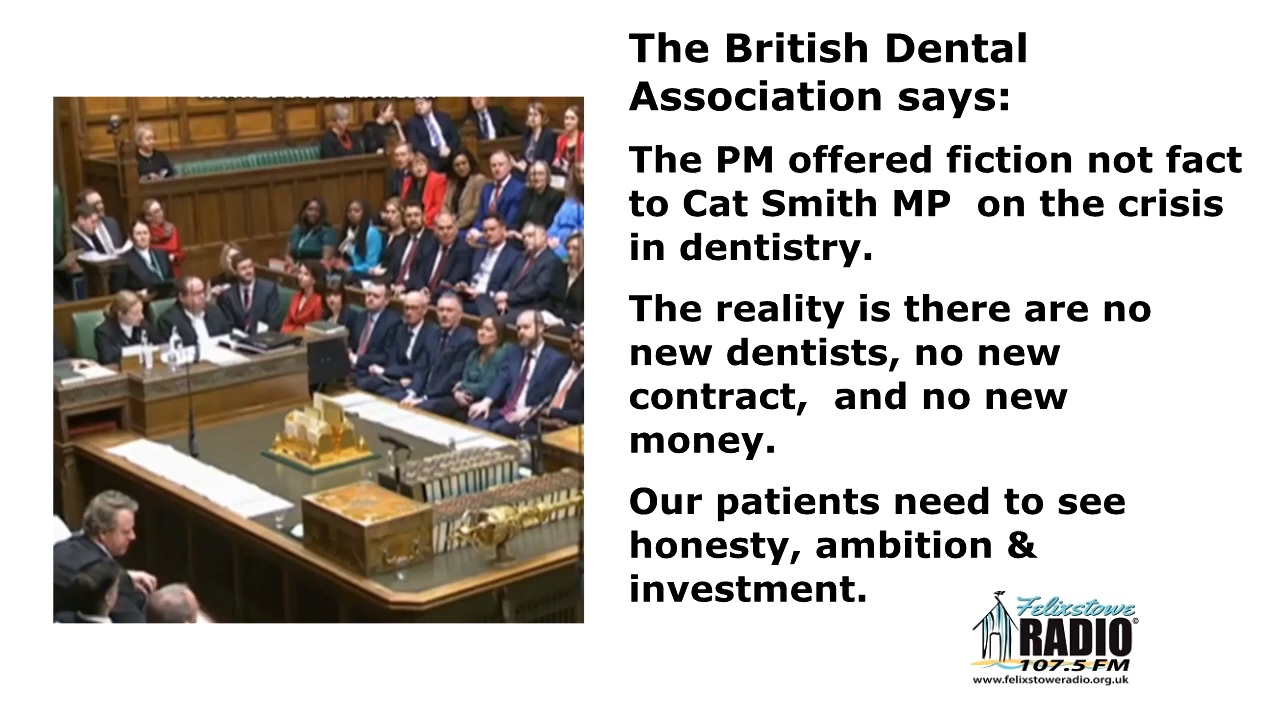 The British Dental
Association says:
The PM offered fiction not fact
to Cat Smith MP  on the crisis
in dentistry.
The reality is there are no
new dentists, no new
contract,  and no new
money.
Our patients need to see
honesty, ambition &
investment.
Felixstowe
RADIO©
107.5 FM
www.felixstoweradio.org.uk